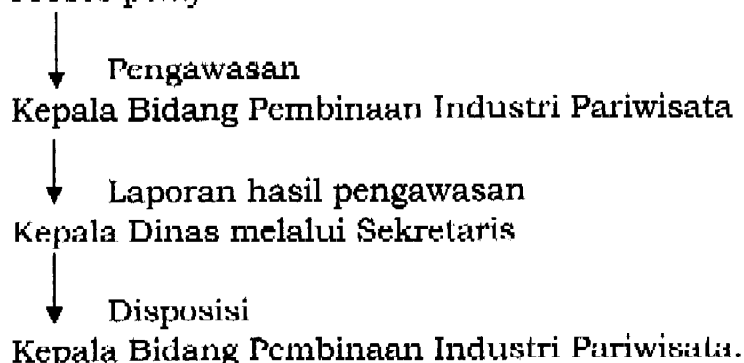 Pengawasan
Kepala Bidang Pembinaan Industri Pariwisata
Laporan hasil pengawasan
Kepala Dinas melalui Sekretaris
Disposisi
Kepala Bidang Pembinaan Industri Pariwisata.